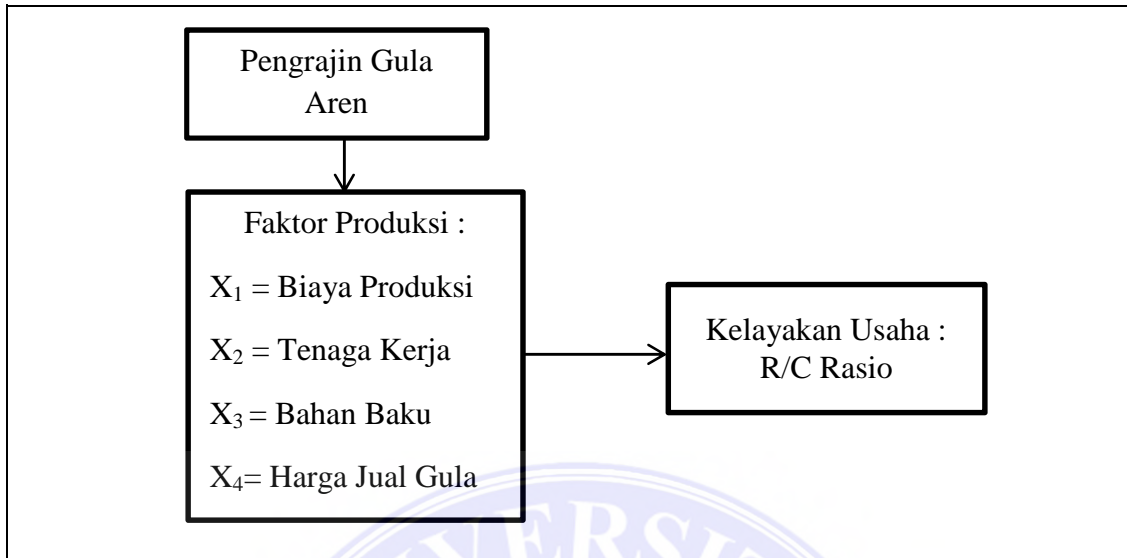 Pengrajin Gula
Aren
Faktor Produksi :
X₁ = Biaya Produksi
X₂ = Tenaga Kerja
X₃ = Bahan Baku
X₄= Harga Jual Gula
Kelayakan Usaha :
R/C Rasio